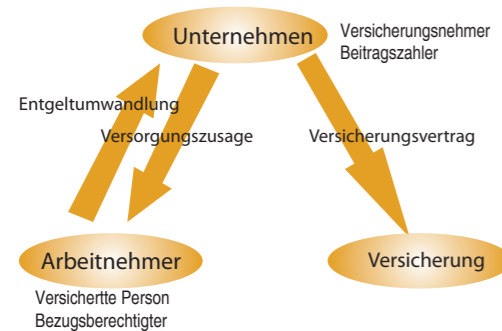 Unternehmen
Versicherungsnehmer
Beitragszahler
Entgeltumwandlung
Versorgungszusage
Versicherungsvertrag
Arbeitnehmer
Versichertte Person
Bezugsberechtigter
Versicherung